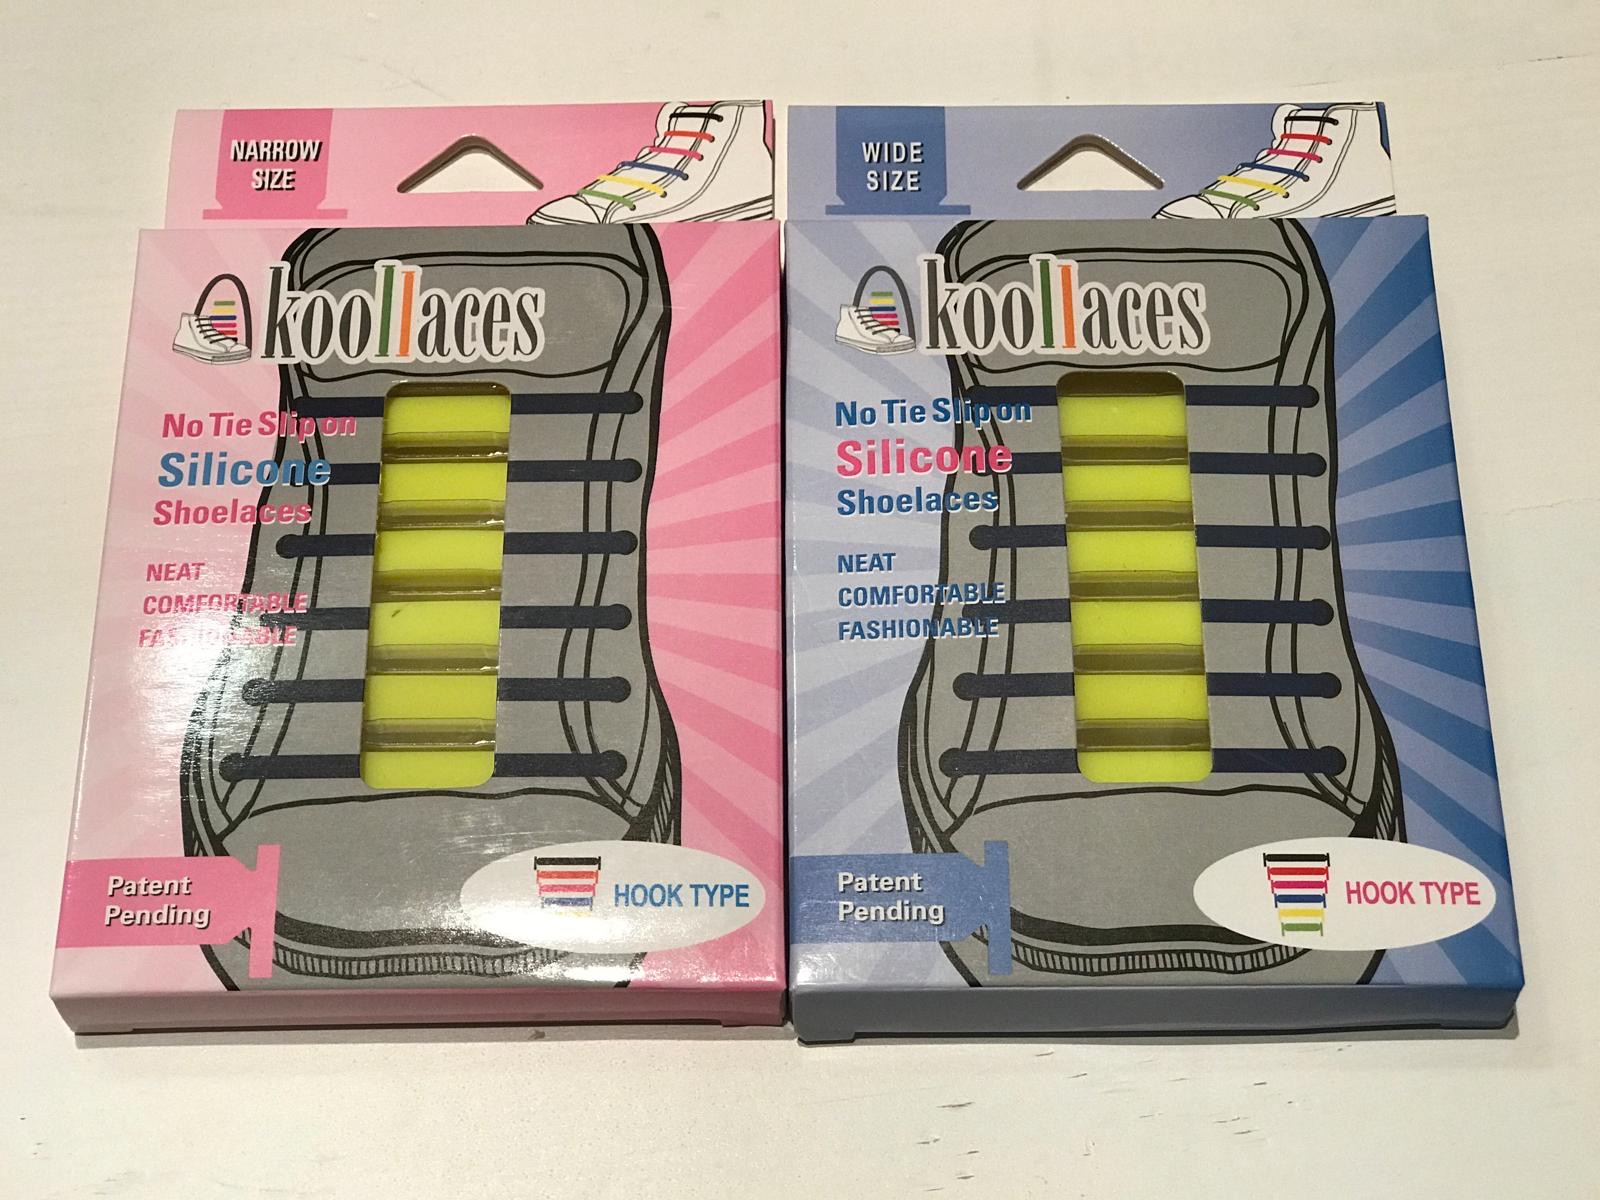 NARROW
SIZE
koollaces
No Tie Slip on
Silicone
Shoelaces
NEAT
COMFORTABLE
FASHIONABLE
Patent
Pending
HOOK TYPE
WIDE
SIZE
koollaces
No Tie Slip on
Silicone
Shoelaces
NEAT
COMFORTABLE
FASHIONABLE
Patent
Pending
HOOK TYPE